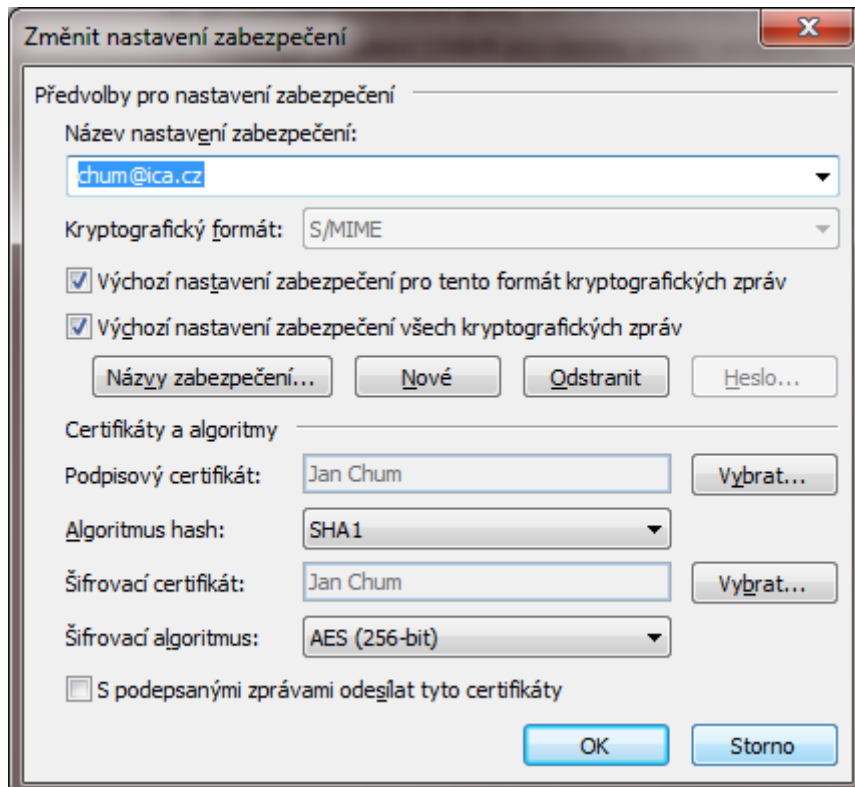 Změnit nastavení zabezpečení
Předvolby pro nastavení zabezpečení
Název nastavení zabezpečení:
chum@ica.cz
Kryptografický formát: S/MIME
Výchozí nastavení zabezpečení pro tento formát kryptografických zpráv
Výchozí nastavení zabezpečení všech kryptografických zpráv
Názvy zabezpečení... Nové Odstranit Heslo...
Certifikáty a algoritmy
Podpisový certifikát: Jan Chum Vybrat...
Algoritmus hash: SHA1
Šifrovací certifikát: Jan Chum Vybrat...
Šifrovací algoritmus: AES (256-bit)
S podepsanými zprávami odesílat tyto certifikáty
OK Storno